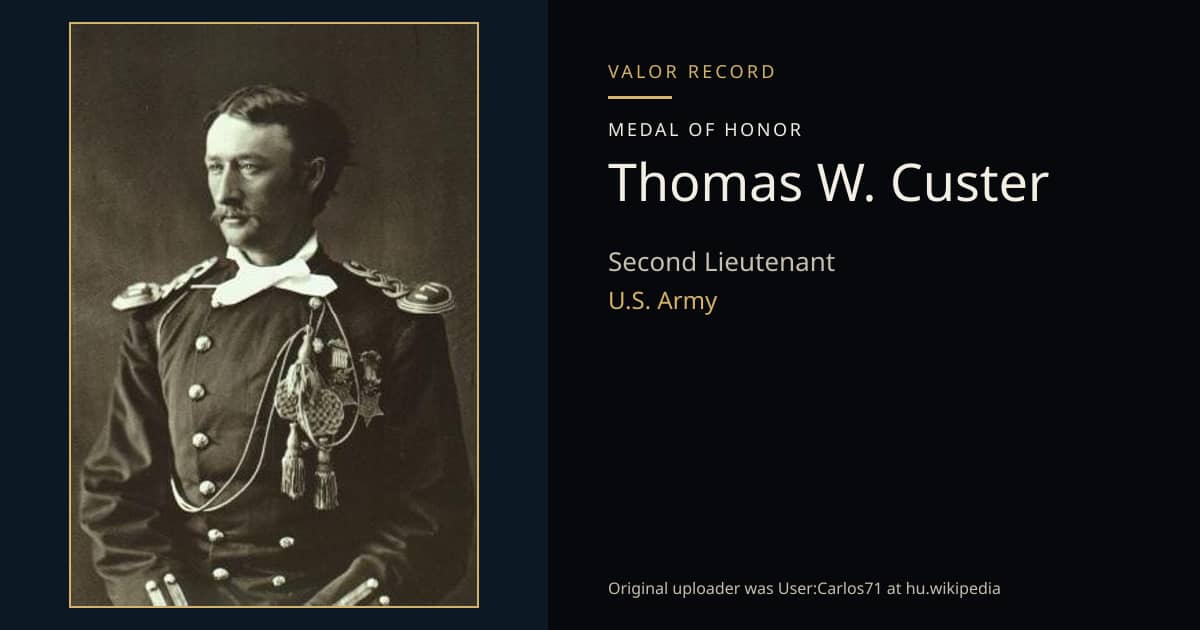 VALOR RECORD
MEDAL OF HONOR
Thomas W. Custer
Second Lieutenant
U.S. Army
Original uploader was User:Carlos71 at hu.wikipedia